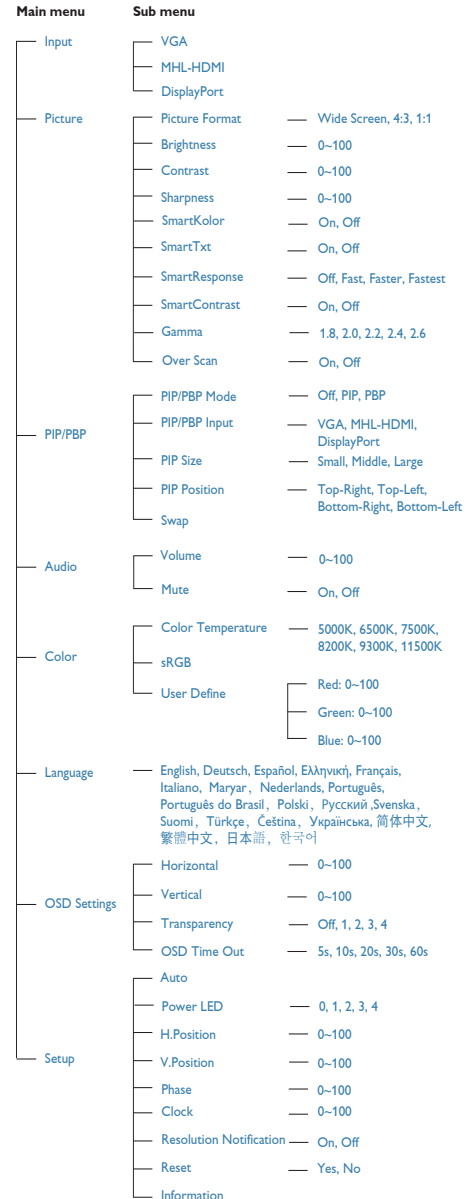 Main menu Sub menu
Input VGA
MHL-HDMI
DisplayPort
Picture Picture Format Wide Screen, 4:3, 1:1
Brightness 0~100
Contrast 0~100
Sharpness 0~100
SmartKolor On, Off
SmartTxt On, Off
SmartResponse Off, Fast, Faster, Fastest
SmartContrast On, Off
Gamma 1.8, 2.0, 2.2, 2.4, 2.6
Over Scan On, Off
PIP/PBP PIP/PBP Mode Off, PIP, PBP
PIP/PBP Input VGA, MHL-HDMI,
DisplayPort
PIP Size Small, Middle, Large
PIP Position Top-Right, Top-Left,
Bottom-Right, Bottom-Left
Swap
Audio Volume 0~100
Mute On, Off
Color Color Temperature 5000K, 6500K, 7500K,
8200K, 9300K, 11500K
sRGB
User Define Red: 0~100
Green: 0~100
Blue: 0~100
Language English, Deutsch, Español, Ελληνική, Français,
Italiano, Maryar, Nederlands, Português,
Português do Brasil, Polski, Русский ,Svenska,
Suomi, Türkçe, Čeština, Українська, 简体中文,
繁體中文, 日本語, 한국어
OSD Settings Horizontal 0~100
Vertical 0~100
Transparency Off, 1, 2, 3, 4
OSD Time Out 5s, 10s, 20s, 30s, 60s
Setup Auto
Power LED 0, 1, 2, 3, 4
H.Position 0~100
V.Position 0~100
Phase 0~100
Clock 0~100
Resolution Notification On, Off
Reset Yes, No
Information